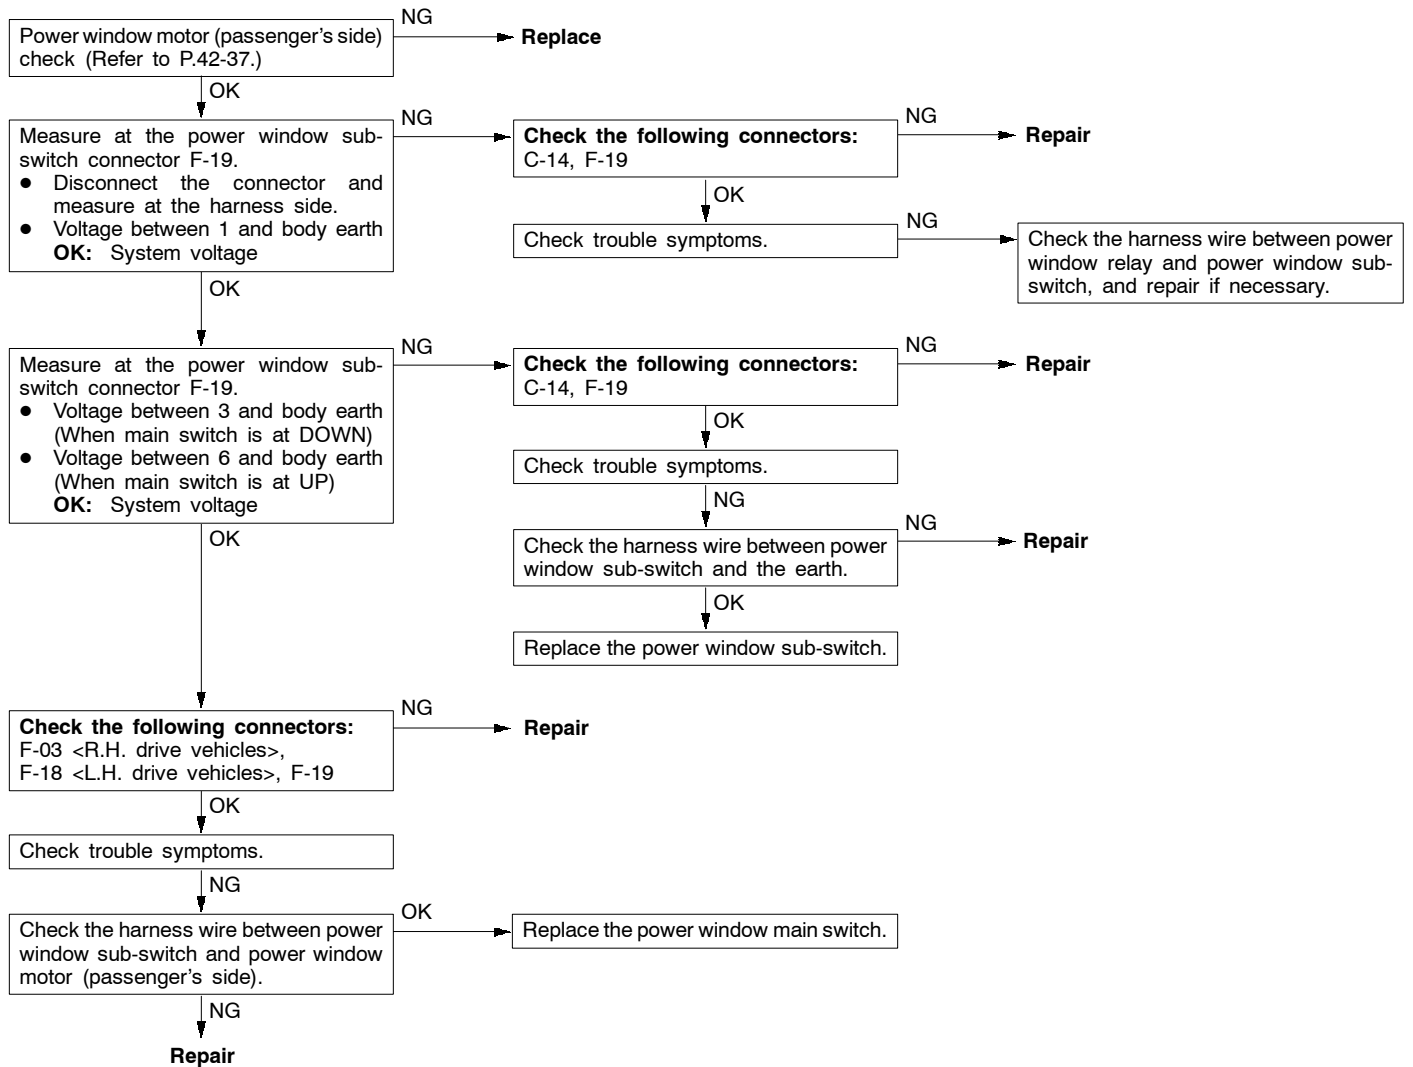 Power window motor (passenger's side)
check (Refer to P.42-37.)
NG
Replace
OK
Measure at the power window sub-
switch connector F-19.
● Disconnect the connector and
measure at the harness side.
● Voltage between 1 and body earth
OK: System voltage
NG
Check the following connectors:
C-14, F-19
NG
Repair
OK
Check trouble symptoms.
NG
Check the harness wire between power
window relay and power window sub-
switch, and repair if necessary.
OK
Measure at the power window sub-
switch connector F-19.
● Voltage between 3 and body earth
(When main switch is at DOWN)
● Voltage between 6 and body earth
(When main switch is at UP)
OK: System voltage
NG
Check the following connectors:
C-14, F-19
NG
Repair
OK
Check trouble symptoms.
NG
Check the harness wire between power
window sub-switch and the earth.
NG
Repair
OK
Replace the power window sub-switch.
OK
Check the following connectors:
F-03 <R.H. drive vehicles>,
F-18 <L.H. drive vehicles>, F-19
NG
Repair
OK
Check trouble symptoms.
NG
Check the harness wire between power
window sub-switch and power window
motor (passenger's side).
OK
Replace the power window main switch.
NG
Repair